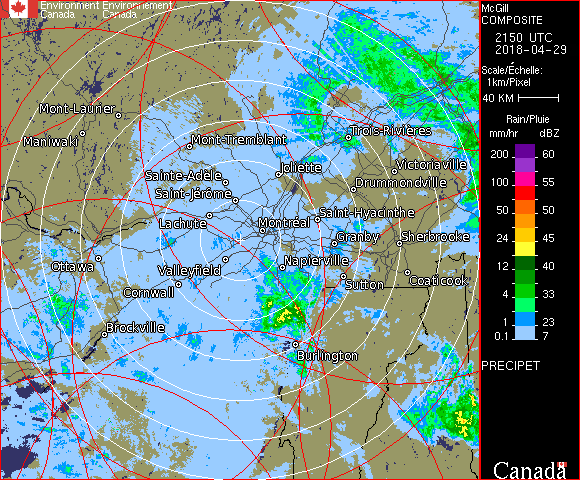 Environment Environnement
Canada Canada
McGill
COMPOSITE
2150 UTC
2018-04-29
Scale/Échelle:
1km/Pixel
40 KM
Rain/Pluie
mm/hr dBZ
200 60
100 55
50 50
24 45
12 40
4 33
1 23
0.1 7
PRECIPET
Mont-Laurier
Maniwaki
Mont-Tremblant
Trois-Rivières
Joliette
Victoriaville
Sainte-Adèle
Drummondville
Saint-Jérôme
Saint-Hyacinthe
Lachute
Montréal
Granby
Sherbrooke
Ottawa
Valleyfield
Napierville
Coaticook
Cornwall
Sutton
Brockville
Burlington
Canada